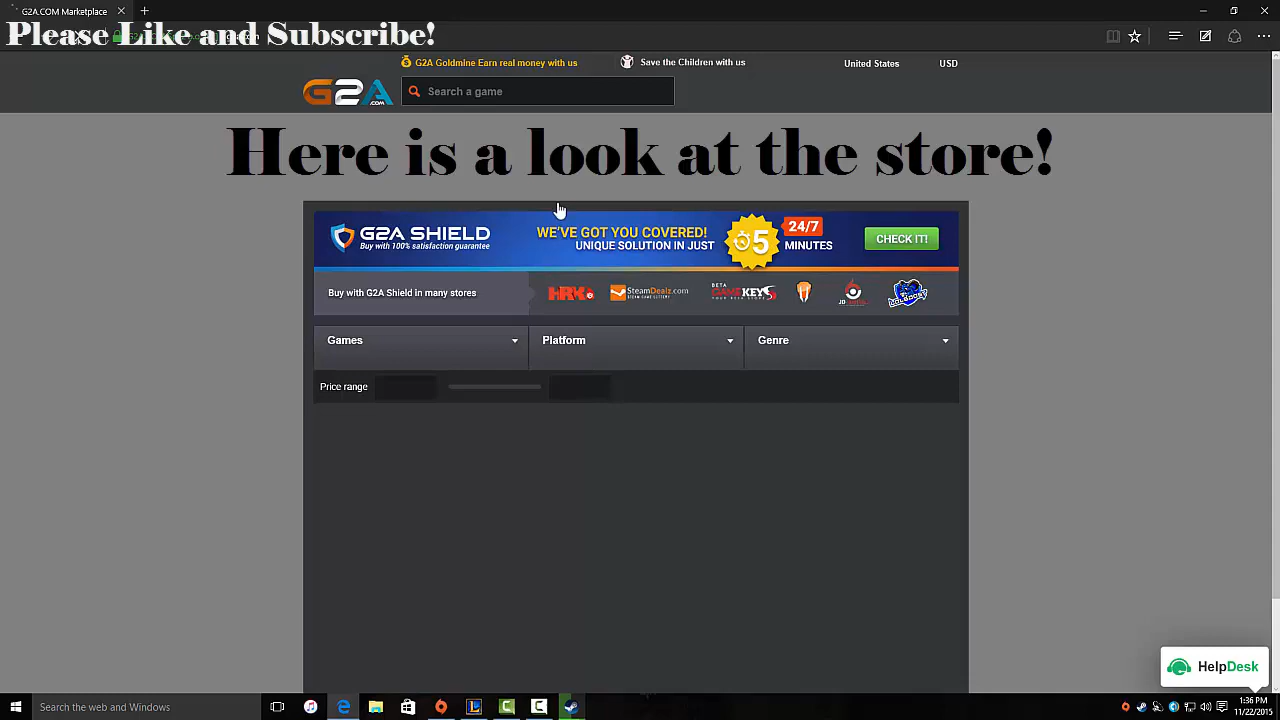 G2A.COM Marketplace
Please Like and Subscribe!
G2A Goldmine Earn real money with us
Save the Children with us
United States
USD
G2A.COM
Search a game
Here is a look at the store!
G2A SHIELD
Buy with 100% satisfaction guarantee
WE'VE GOT YOU COVERED!
UNIQUE SOLUTION IN JUST
5
24/7
MINUTES
CHECK IT!
Buy with G2A Shield in many stores
HRK
SteamDealz.com
BETA
GAMEKEYS
Games
Platform
Genre
Price range
HelpDesk
Search the web and Windows
1:36 PM
11/22/2015